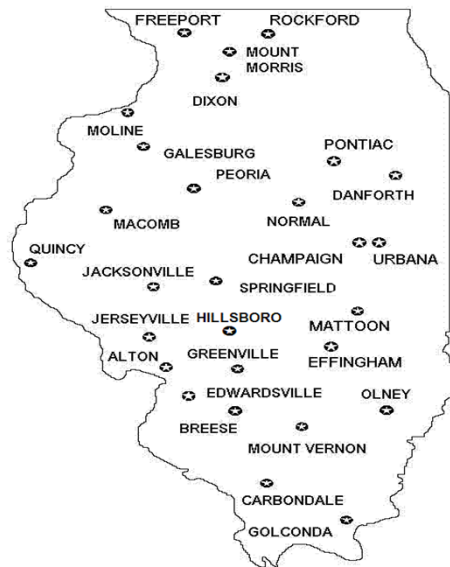 FREEPORT
ROCKFORD
MOUNT
MORRIS
DIXON
MOLINE
GALESBURG
PONTIAC
PEORIA
DANFORTH
MACOMB
NORMAL
QUINCY
CHAMPAIGN
URBANA
JACKSONVILLE
SPRINGFIELD
JERSEYVILLE
HILLSBORO
MATTOON
ALTON
GREENVILLE
EFFINGHAM
EDWARDSVILLE
OLNEY
BREESE
MOUNT VERNON
CARBONDALE
GOLCONDA